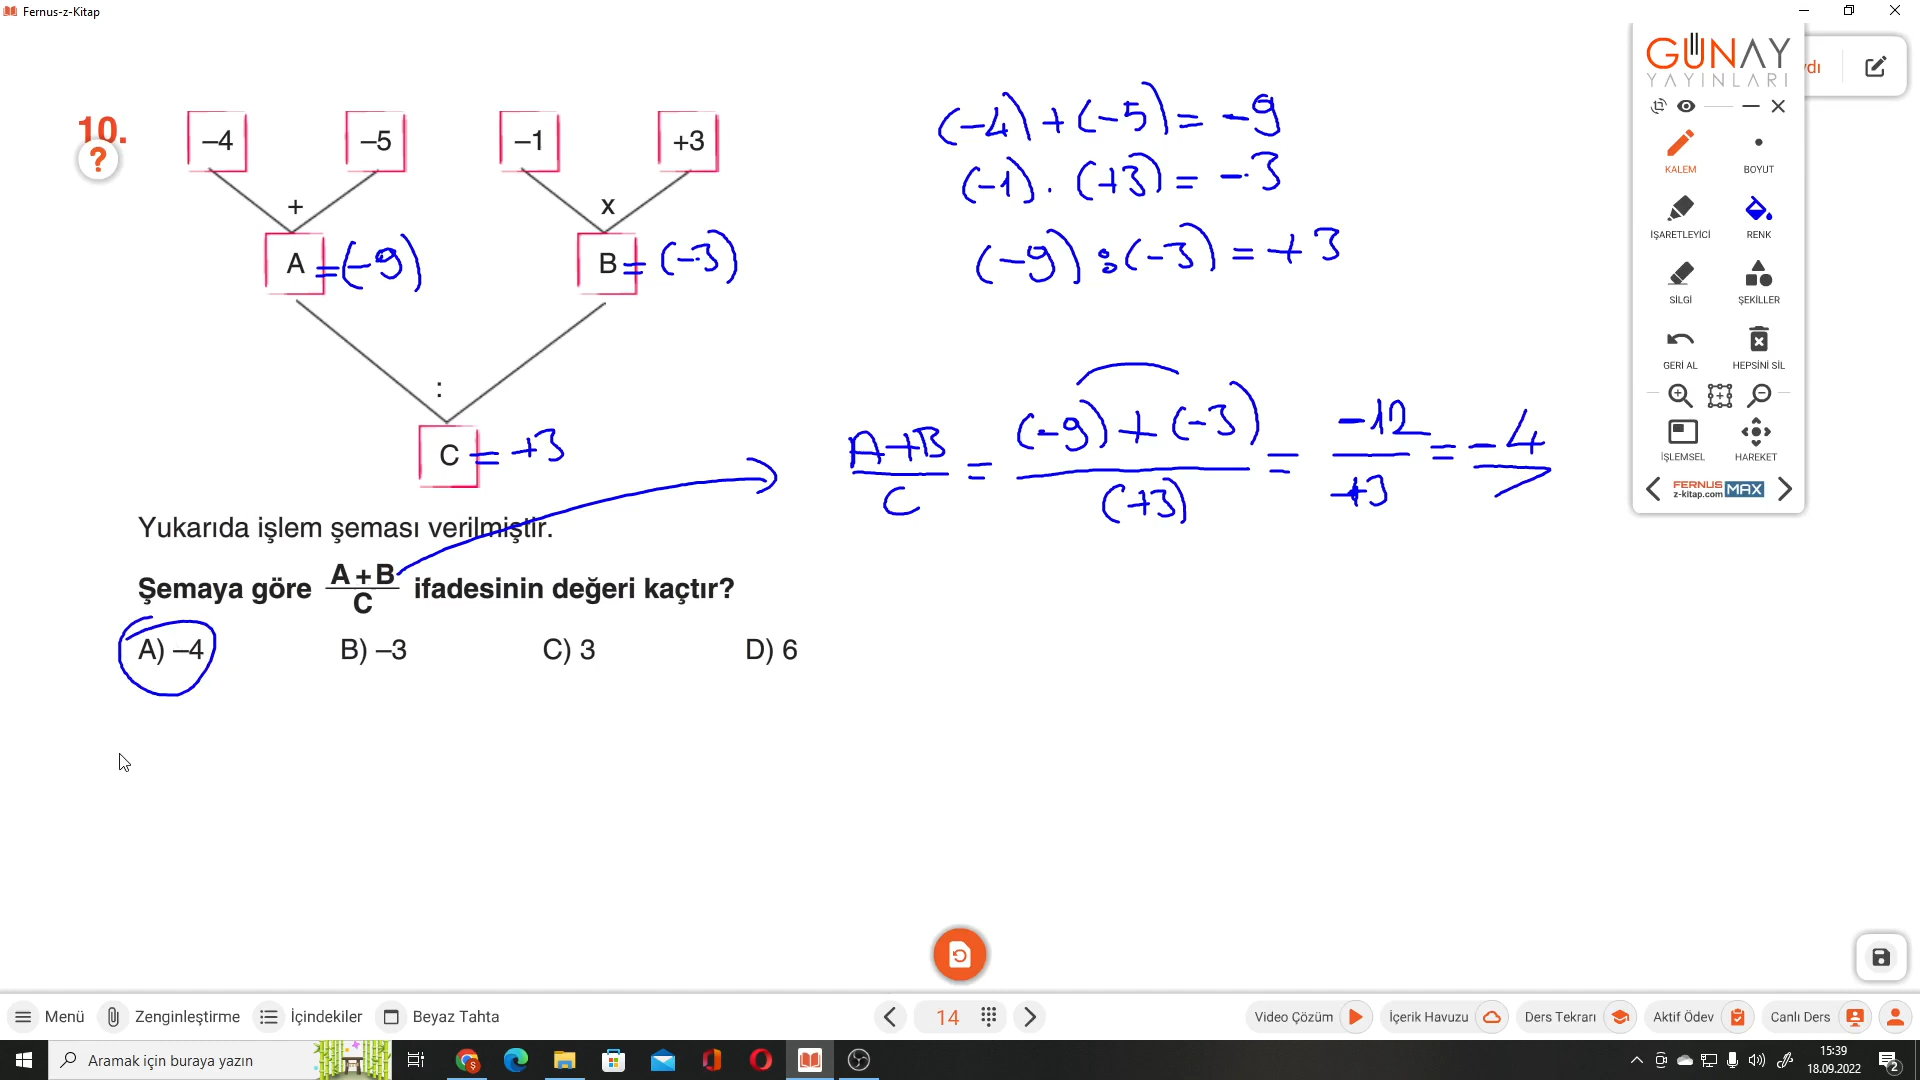 Fernus-z-Kitap
10.
?
–4 –5 –1 +3
+ x
A =(-9) B = (-3)
:
C = +3
(-4)+(-5)= -9
(-1).(+3)= -3
(-9):(-3)=+3
A+B/C = (-9)+(-3)/(+3) = -12/+3 = -4
Yukarıda işlem şeması verilmiştir.
Şemaya göre A+B/C ifadesinin değeri kaçtır?
A) –4 B) –3 C) 3 D) 6
GÜNAY
YAYINLARI
KALEM BOYUT
İŞARETLEYİCİ RENK
SİLGİ ŞEKİLLER
GERİ AL HEPSİNİ SİL
İŞLEMSEL HAREKET
FERNUS
z-kitap.com MAX
Menü Zenginleştirme İçindekiler Beyaz Tahta 14 Video Çözüm İçerik Havuzu Ders Tekrarı Aktif Ödev Canlı Ders
Aramak için buraya yazın
15:39
18.09.2022
2